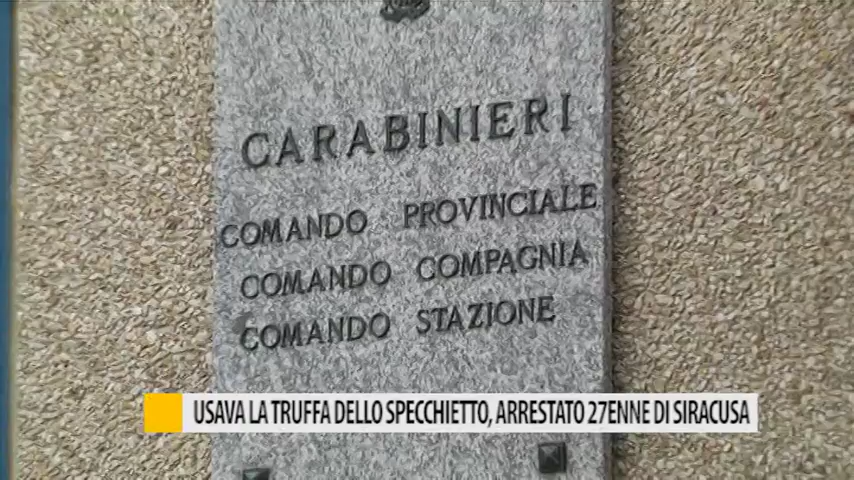 CARABINIERI
COMANDO PROVINCIALE
COMANDO COMPAGNIA
COMANDO STAZIONE
USAVA LA TRUFFA DELLO SPECCHIETTO, ARRESTATO 27ENNE DI SIRACUSA